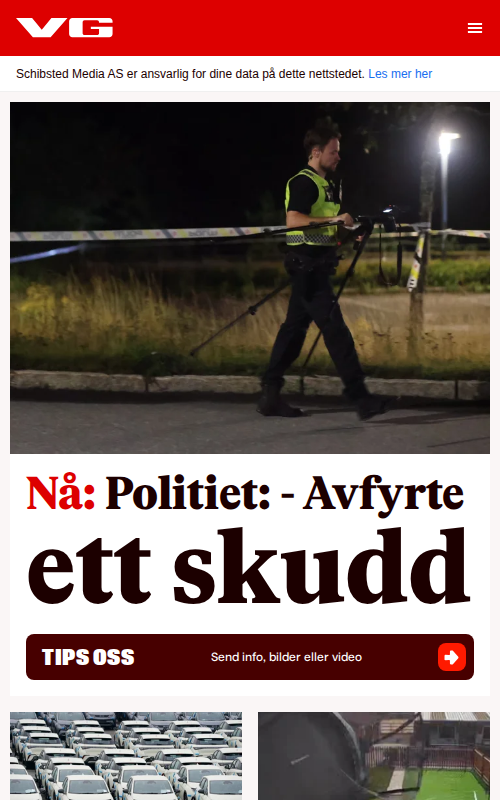 VG
Schibsted Media AS er ansvarlig for dine data på dette nettstedet. Les mer her
Nå: Politiet: - Avfyrte
ett skudd
TIPS OSS
Send info, bilder eller video